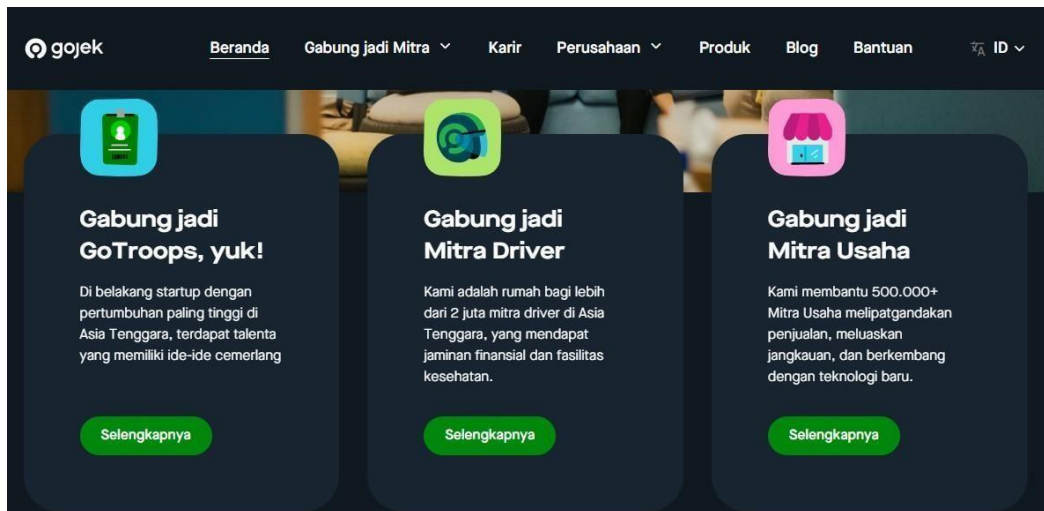 gojek
Beranda
Gabung jadi Mitra
Karir
Perusahaan
Produk
Blog
Bantuan
ID
Gabung jadi
GoTroops, yuk!
Di belakang startup dengan
pertumbuhan paling tinggi di
Asia Tenggara, terdapat talenta
yang memiliki ide-ide cemerlang
Selengkapnya
Gabung jadi
Mitra Driver
Kami adalah rumah bagi lebih
dari 2 juta mitra driver di Asia
Tenggara, yang mendapat
jaminan finansial dan fasilitas
kesehatan.
Selengkapnya
Gabung jadi
Mitra Usaha
Kami membantu 500.000+
Mitra Usaha melipatgandakan
penjualan, meluaskan
jangkauan, dan berkembang
dengan teknologi baru.
Selengkapnya